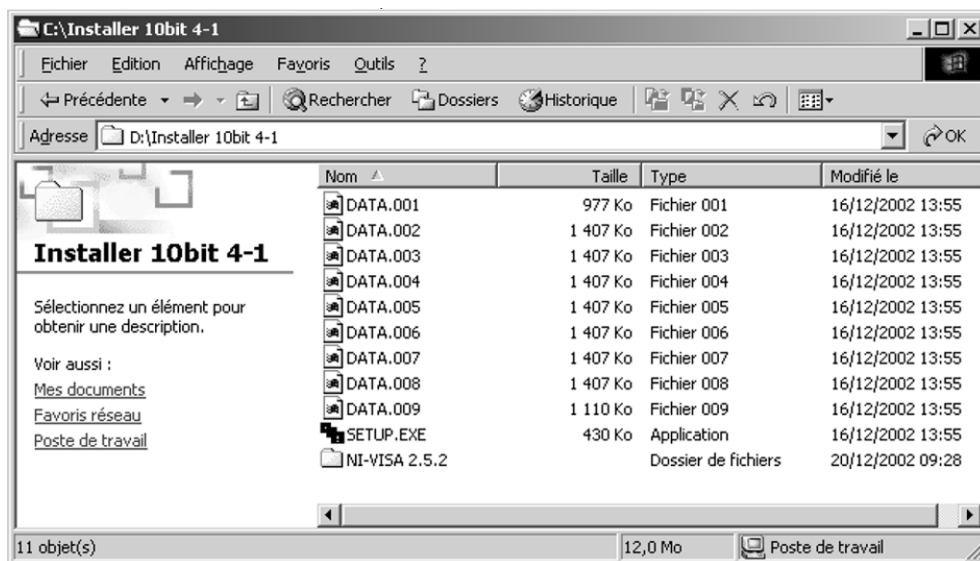 C:\Installer 10bit 4-1
Fichier Edition Affichage Favoris Outils ?
Précédente Rechercher Dossiers Historique
Adresse D:\Installer 10bit 4-1 OK
Installer 10bit 4-1
Sélectionnez un élément pour
obtenir une description.
Voir aussi :
Mes documents
Favoris réseau
Poste de travail
Nom Taille Type Modifié le
DATA.001 977 Ko Fichier 001 16/12/2002 13:55
DATA.002 1 407 Ko Fichier 002 16/12/2002 13:55
DATA.003 1 407 Ko Fichier 003 16/12/2002 13:55
DATA.004 1 407 Ko Fichier 004 16/12/2002 13:55
DATA.005 1 407 Ko Fichier 005 16/12/2002 13:55
DATA.006 1 407 Ko Fichier 006 16/12/2002 13:55
DATA.007 1 407 Ko Fichier 007 16/12/2002 13:55
DATA.008 1 407 Ko Fichier 008 16/12/2002 13:55
DATA.009 1 110 Ko Fichier 009 16/12/2002 13:55
SETUP.EXE 430 Ko Application 16/12/2002 13:55
NI-VISA 2.5.2 Dossier de fichiers 20/12/2002 09:28
11 objet(s) 12,0 Mo Poste de travail